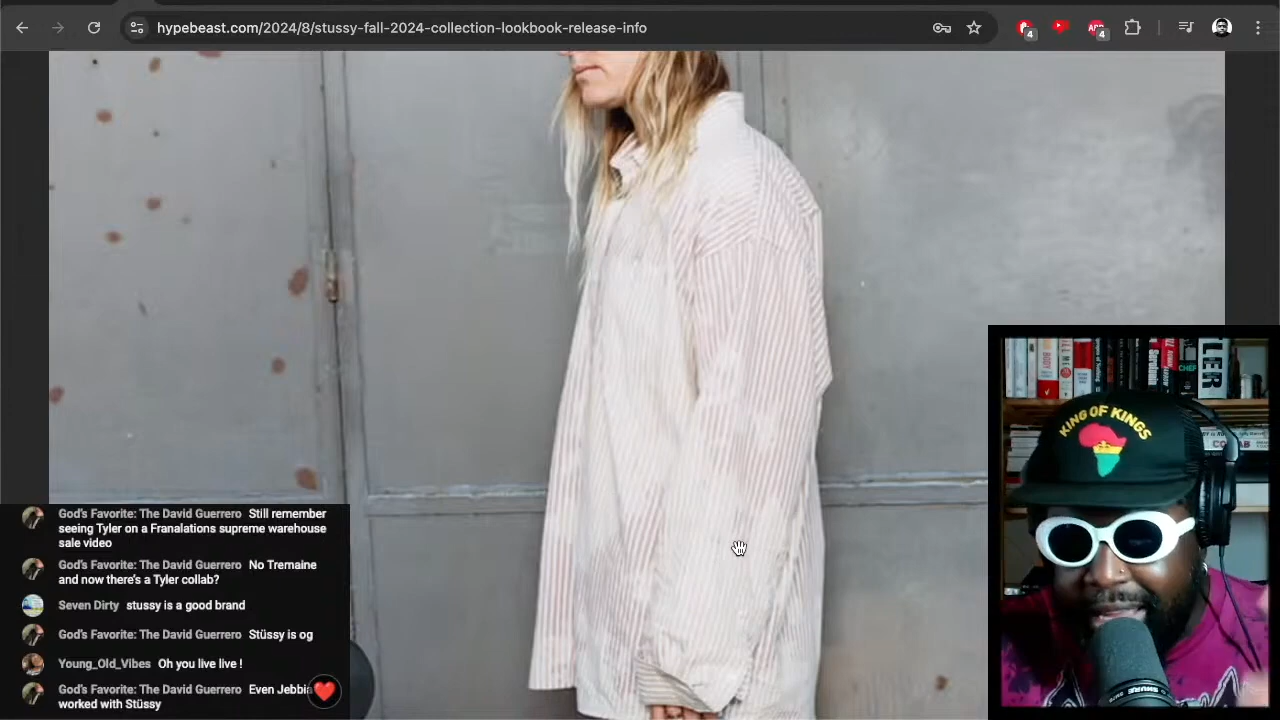 hypebeast.com/2024/8/stussy-fall-2024-collection-lookbook-release-info
4
4
KING OF KINGS
God's Favorite: The David Guerrero Still remember
seeing Tyler on a Franalations supreme warehouse
sale video
God's Favorite: The David Guerrero No Tremaine
and now there's a Tyler collab?
Seven Dirty stussy is a good brand
God's Favorite: The David Guerrero Stüssy is og
Young_Old_Vibes Oh you live live !
God's Favorite: The David Guerrero Even Jebbia
worked with Stüssy
SHURE